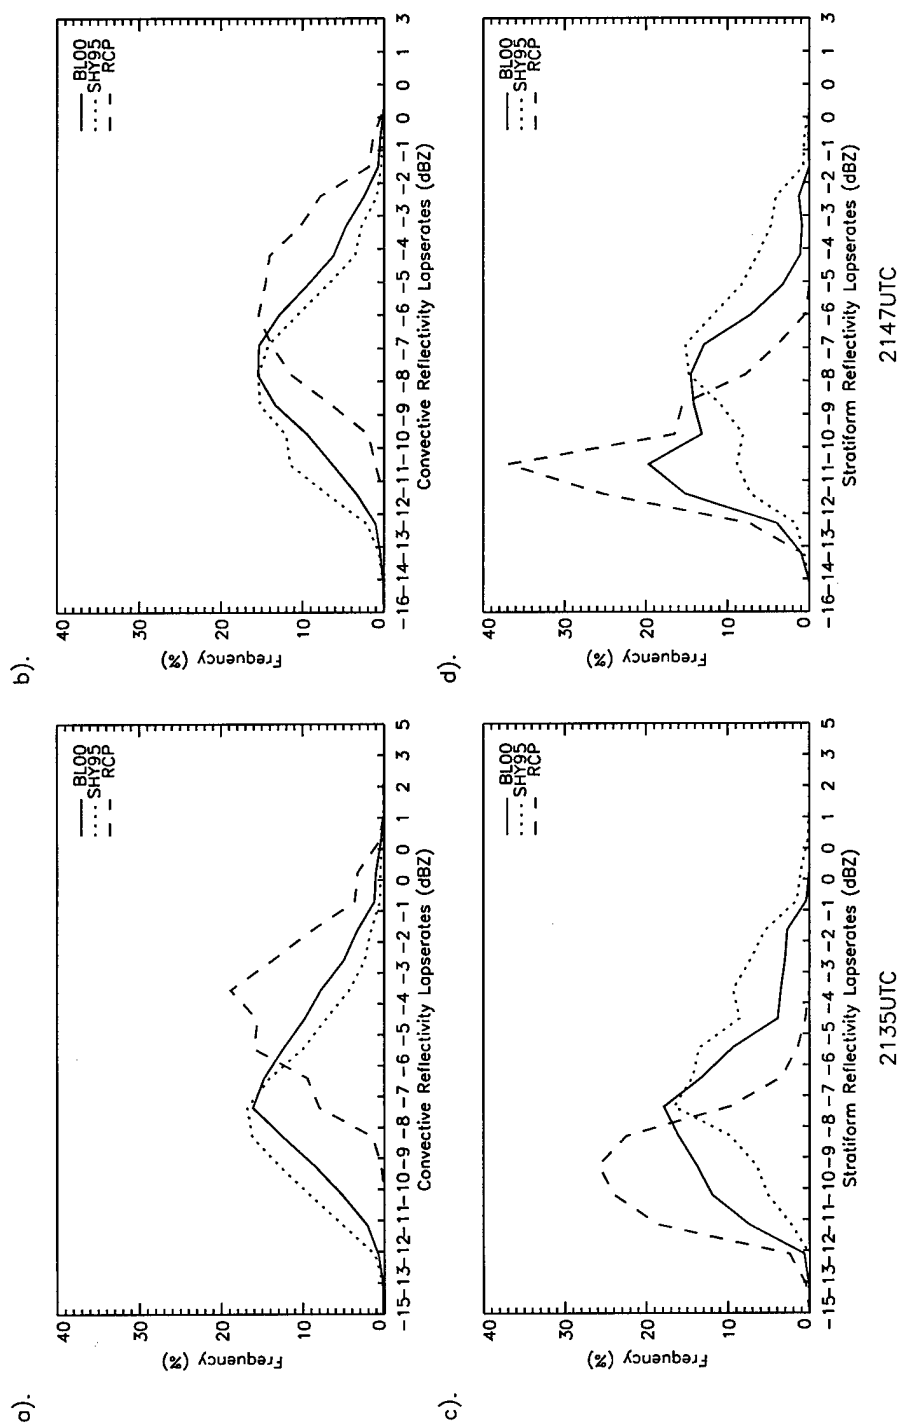 a).
40
30
20
10
0
Frequency (%)
BL00
SHY95
RCP
-15-13-12-11-10-9 -8 -7 -6 -5 -4 -3 -2 -1 0 0 1 2 3 5
Convective Reflectivity Lapserates (dBZ)
b).
40
30
20
10
0
Frequency (%)
BL00
SHY95
RCP
-16-14-13-12-11-10-9 -8 -7 -6 -5 -4 -3 -2 -1 0 0 1 3
Convective Reflectivity Lapserates (dBZ)
c).
40
30
20
10
0
Frequency (%)
BL00
SHY95
RCP
-15-13-12-11-10-9 -8 -7 -6 -5 -4 -3 -2 -1 0 0 1 2 3 5
Stratiform Reflectivity Lapserates (dBZ)
2135UTC
d).
40
30
20
10
0
Frequency (%)
BL00
SHY95
RCP
-16-14-13-12-11-10-9 -8 -7 -6 -5 -4 -3 -2 -1 0 0 1 3
Stratiform Reflectivity Lapserates (dBZ)
2147UTC